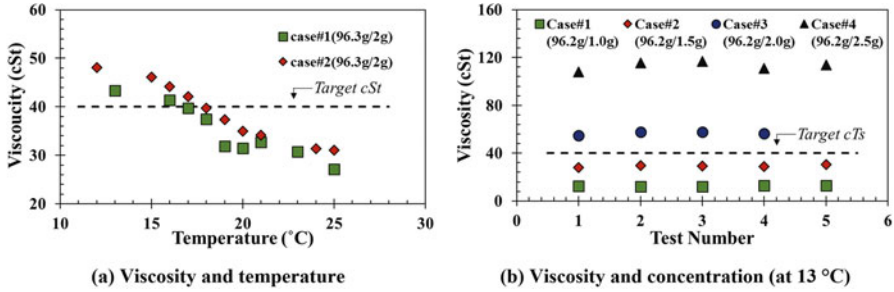 60
50
40
30
20
Viscoucity (cSt)
case#1(96.3g/2g)
case#2(96.3g/2g)
Target cSt
10 15 20 25 30
Temperature (˚C)
(a) Viscosity and temperature
160
120
80
40
0
Viscosity (cSt)
Case#1 Case#2 Case#3 Case#4
(96.2g/1.0g) (96.2g/1.5g) (96.2g/2.0g) (96.2g/2.5g)
Target cTs
0 1 2 3 4 5 6
Test Number
(b) Viscosity and concentration (at 13 °C)